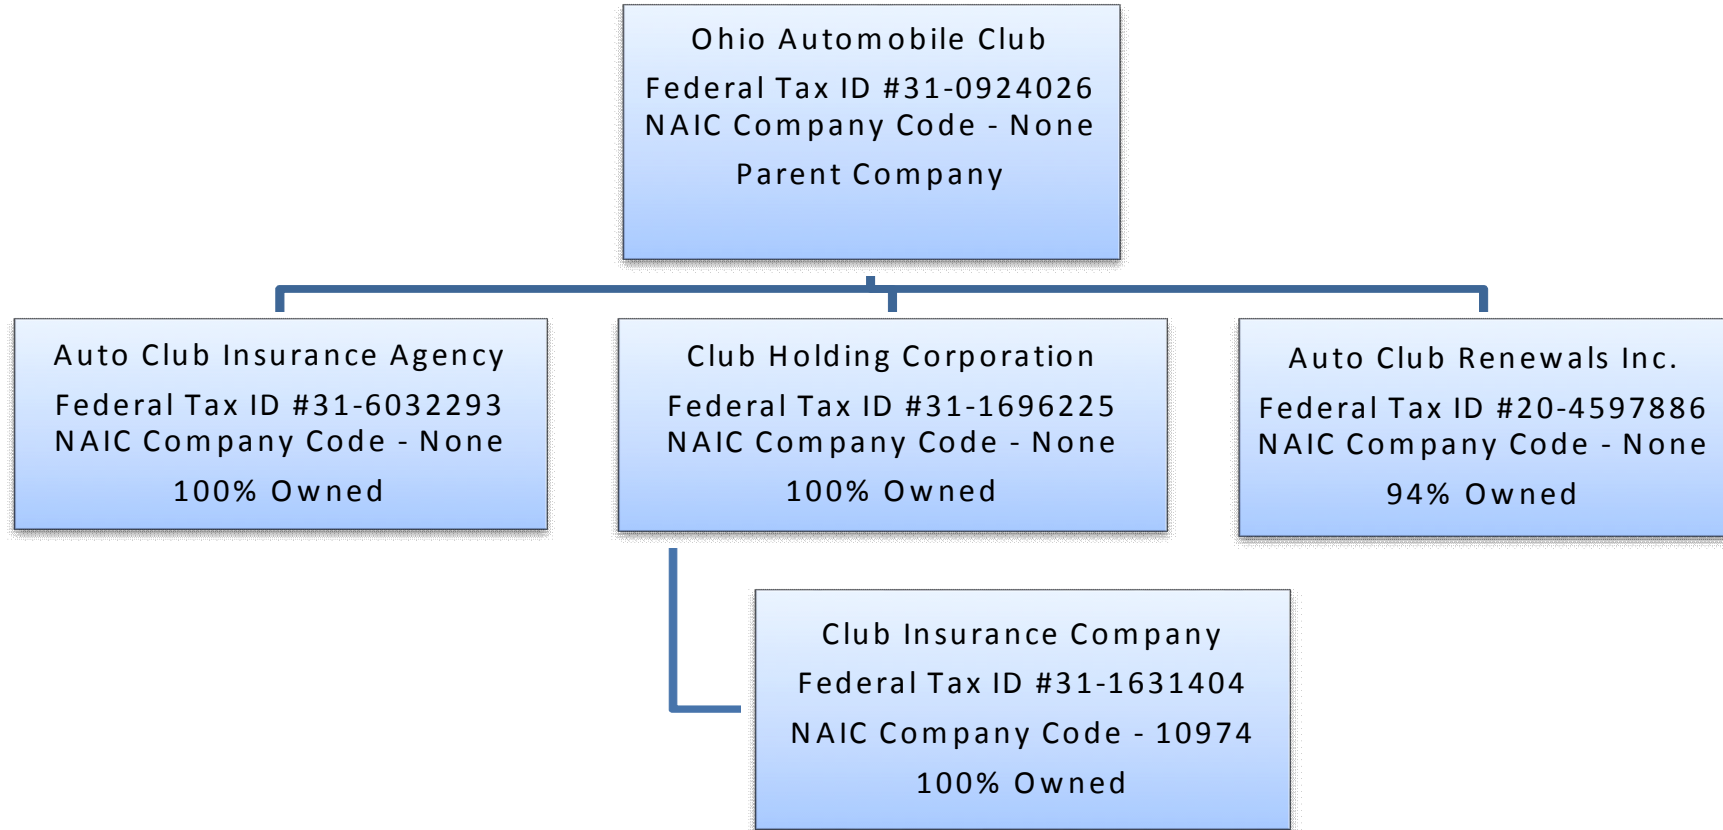 Ohio Automobile Club
Federal Tax ID #31-0924026
NAIC Company Code - None
Parent Company
Auto Club Insurance Agency
Federal Tax ID #31-6032293
NAIC Company Code - None
100% Owned
Club Holding Corporation
Federal Tax ID #31-1696225
NAIC Company Code - None
100% Owned
Auto Club Renewals Inc.
Federal Tax ID #20-4597886
NAIC Company Code - None
94% Owned
Club Insurance Company
Federal Tax ID #31-1631404
NAIC Company Code - 10974
100% Owned